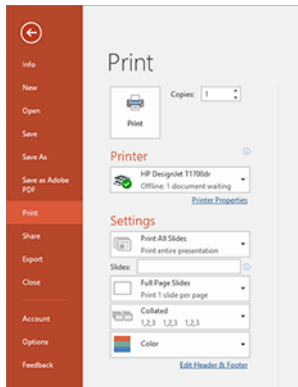 Info
New
Open
Save
Save As
Save as Adobe
PDF
Print
Share
Export
Close
Account
Options
Feedback
Print
Copies: 1
Print
Printer
HP DesignJet T1700dr
Offline: 1 document waiting
Printer Properties
Settings
Print All Slides
Print entire presentation
Slides:
Full Page Slides
Print 1 slide per page
Collated
1,2,3 1,2,3 1,2,3
Color
Edit Header & Footer